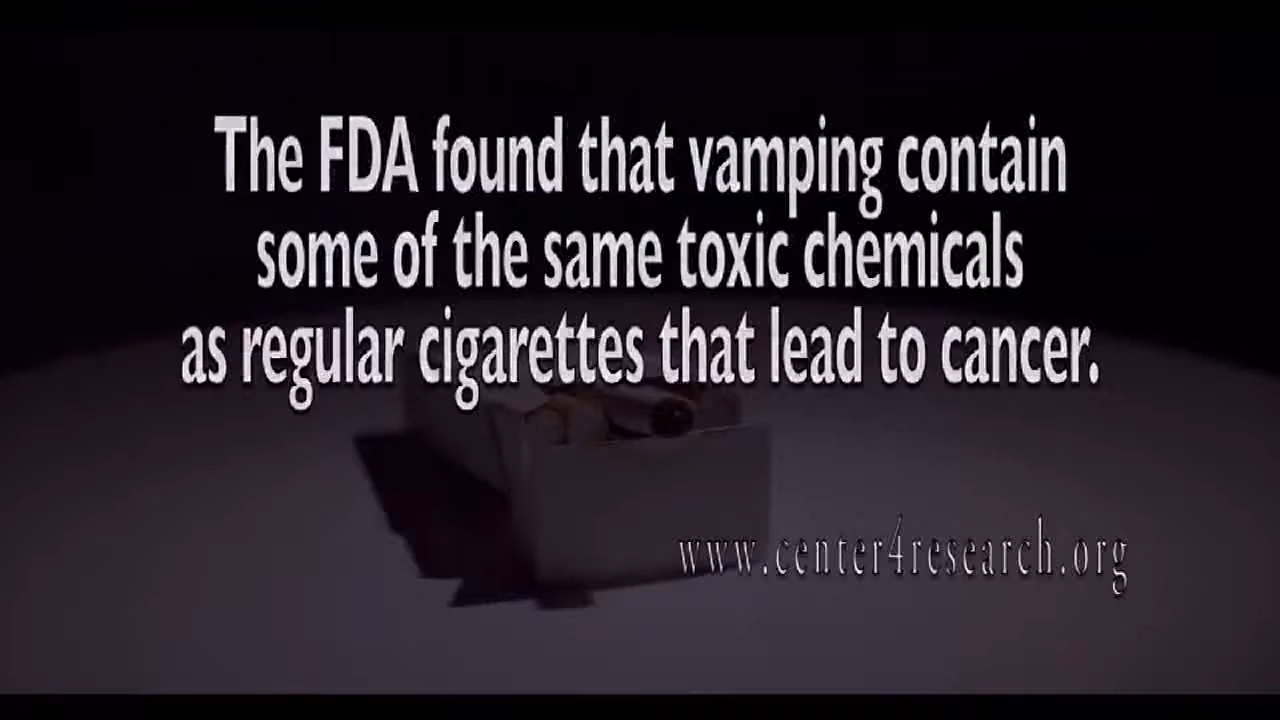 The FDA found that vamping contain
some of the same toxic chemicals
as regular cigarettes that lead to cancer.
www.center4research.org